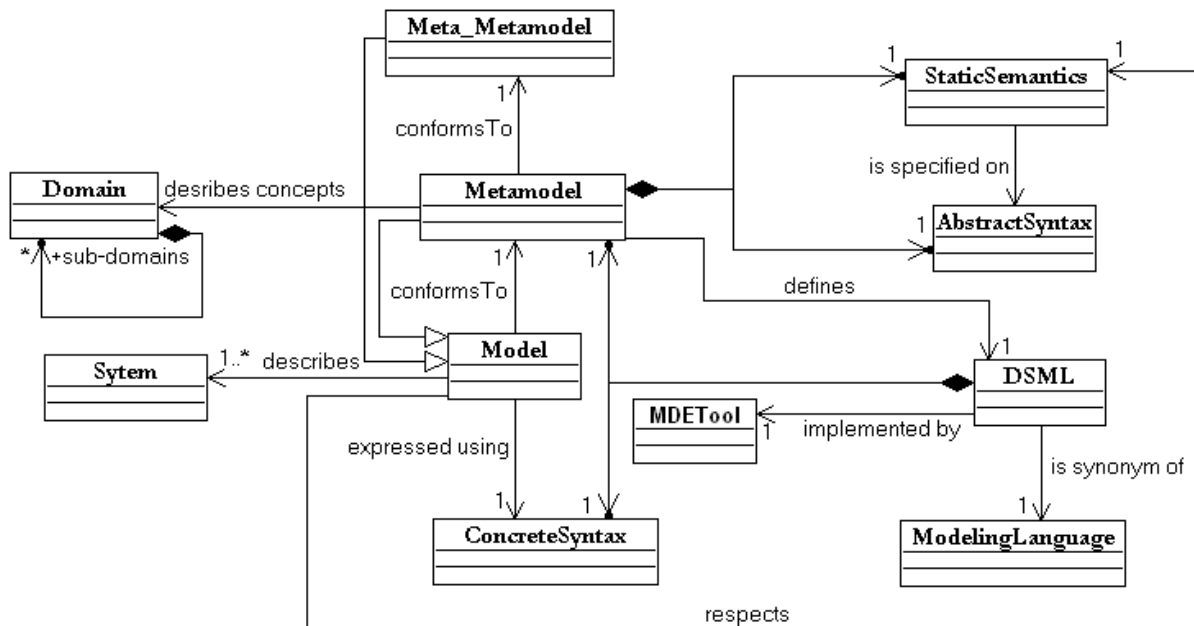 Meta_Metamodel
1
1
StaticSemantics
1
conformsTo
is specified on
Domain
desribes concepts
Metamodel
AbstractSyntax
1
*
+sub-domains
1
1
conformsTo
defines
Model
1..*
describes
1
Sytem
DSML
MDETool
1
implemented by
expressed using
is synonym of
1
1
1
ConcreteSyntax
ModelingLanguage
respects